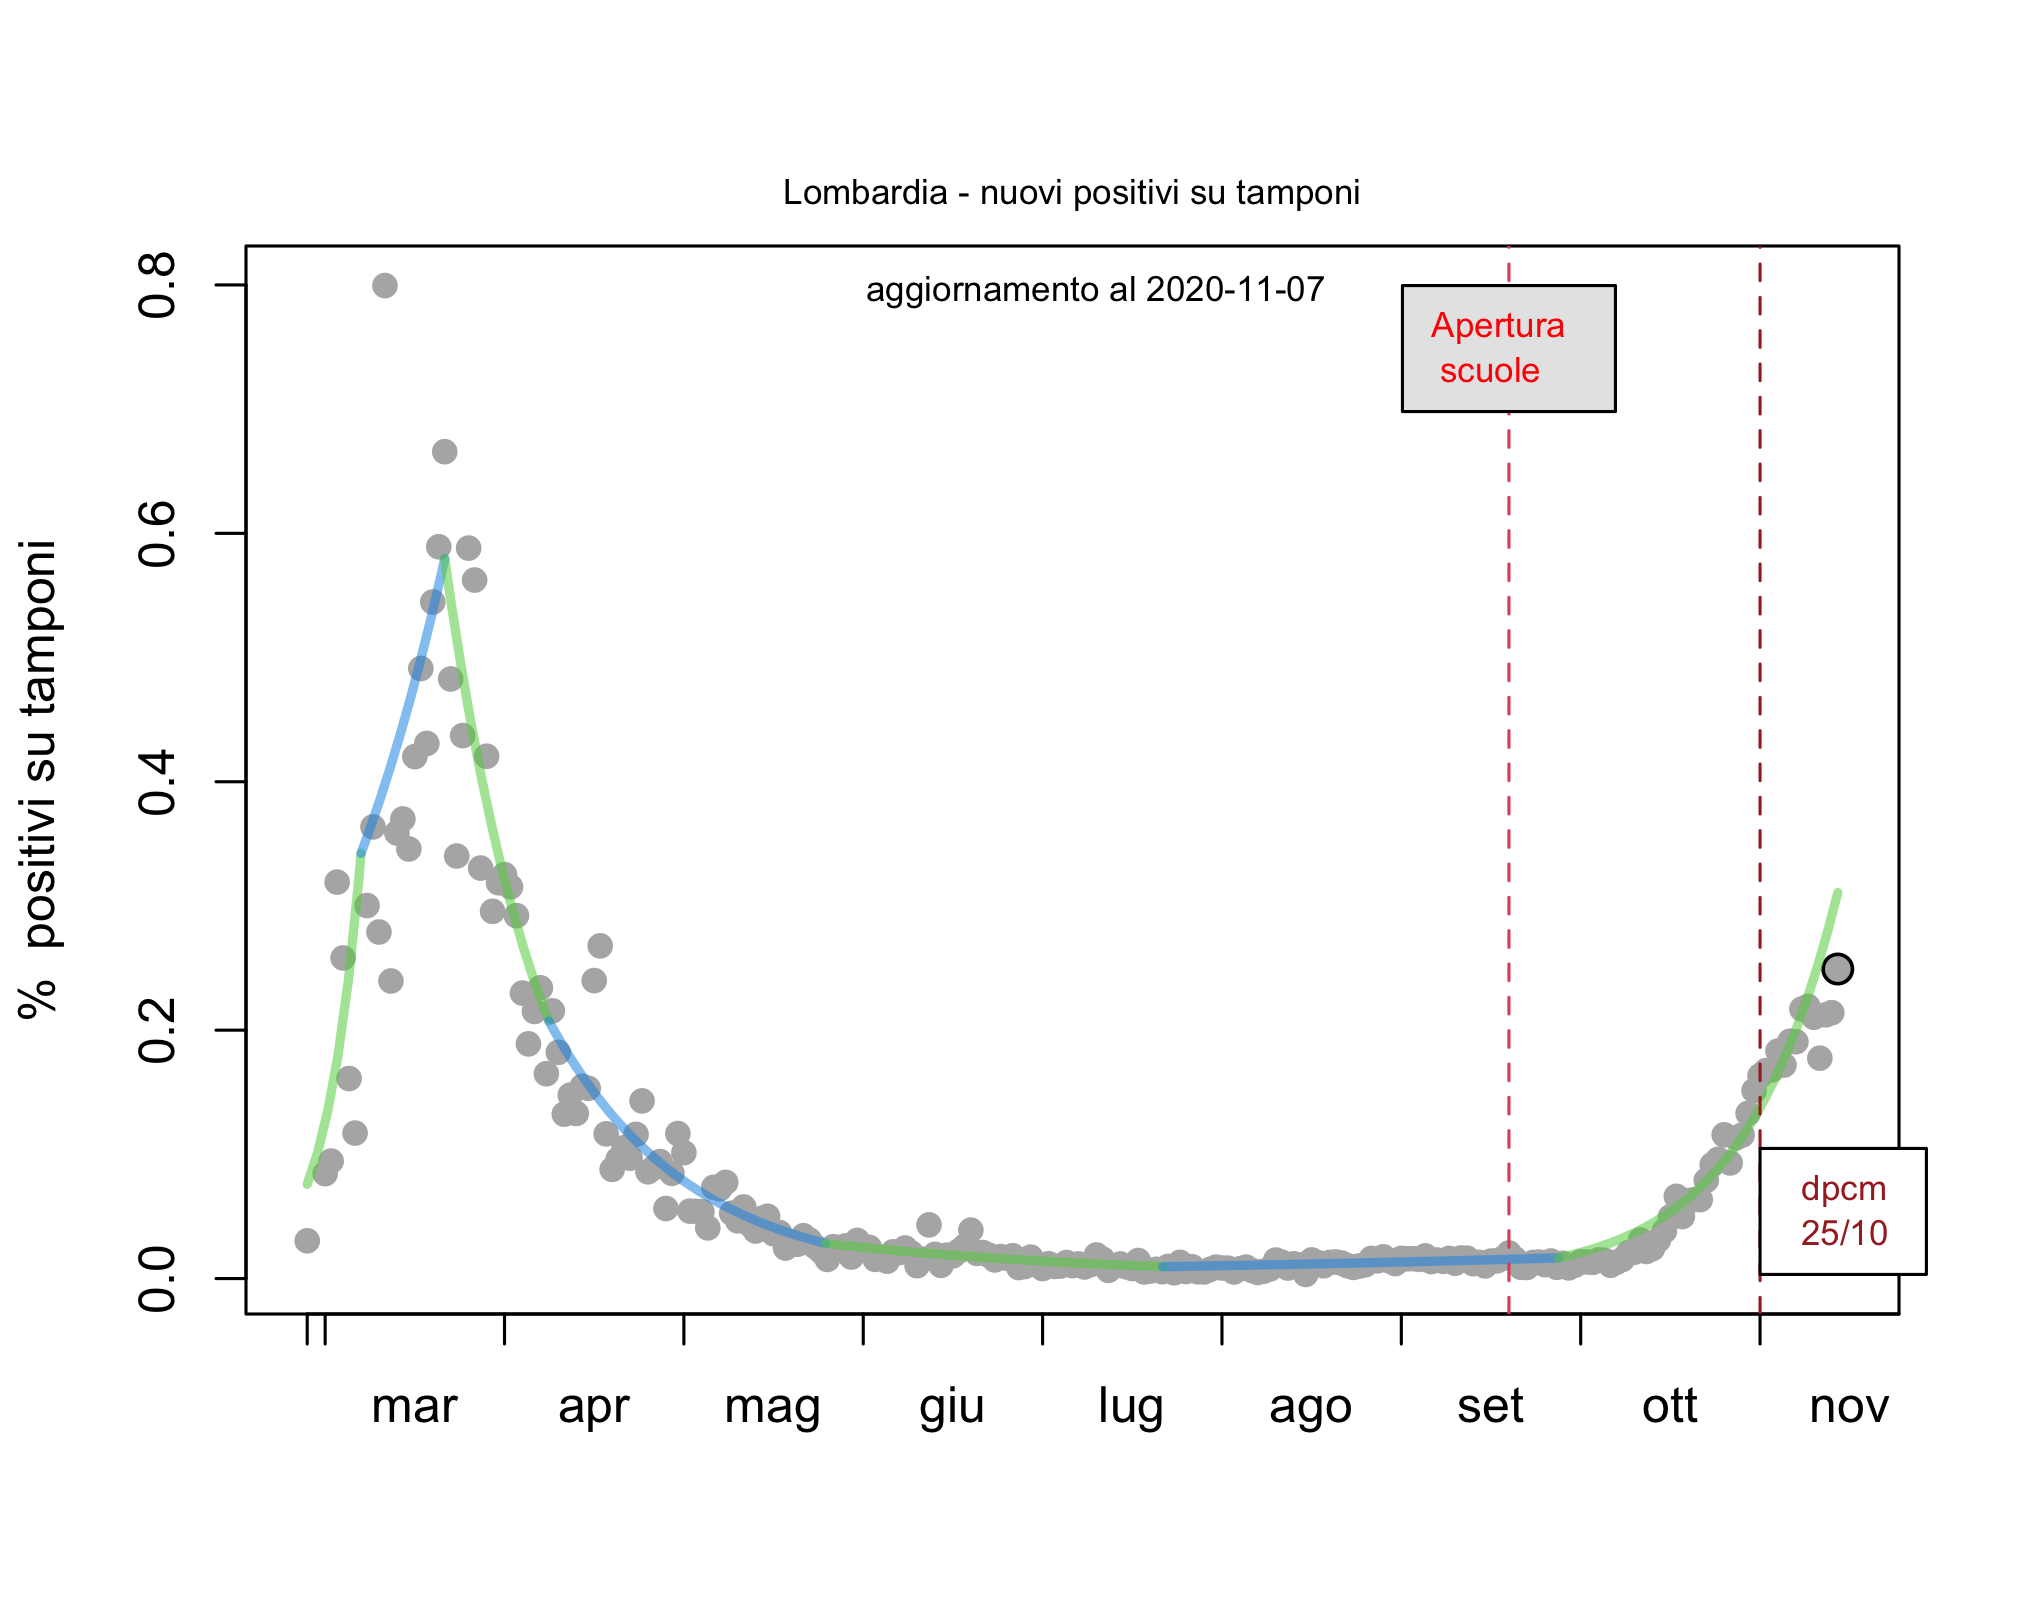 Lombardia - nuovi positivi su tamponi
aggiornamento al 2020-11-07
Apertura
scuole
% positivi su tamponi
0.8
0.6
0.4
0.2
0.0
dpcm
25/10
mar apr mag giu lug ago set ott nov